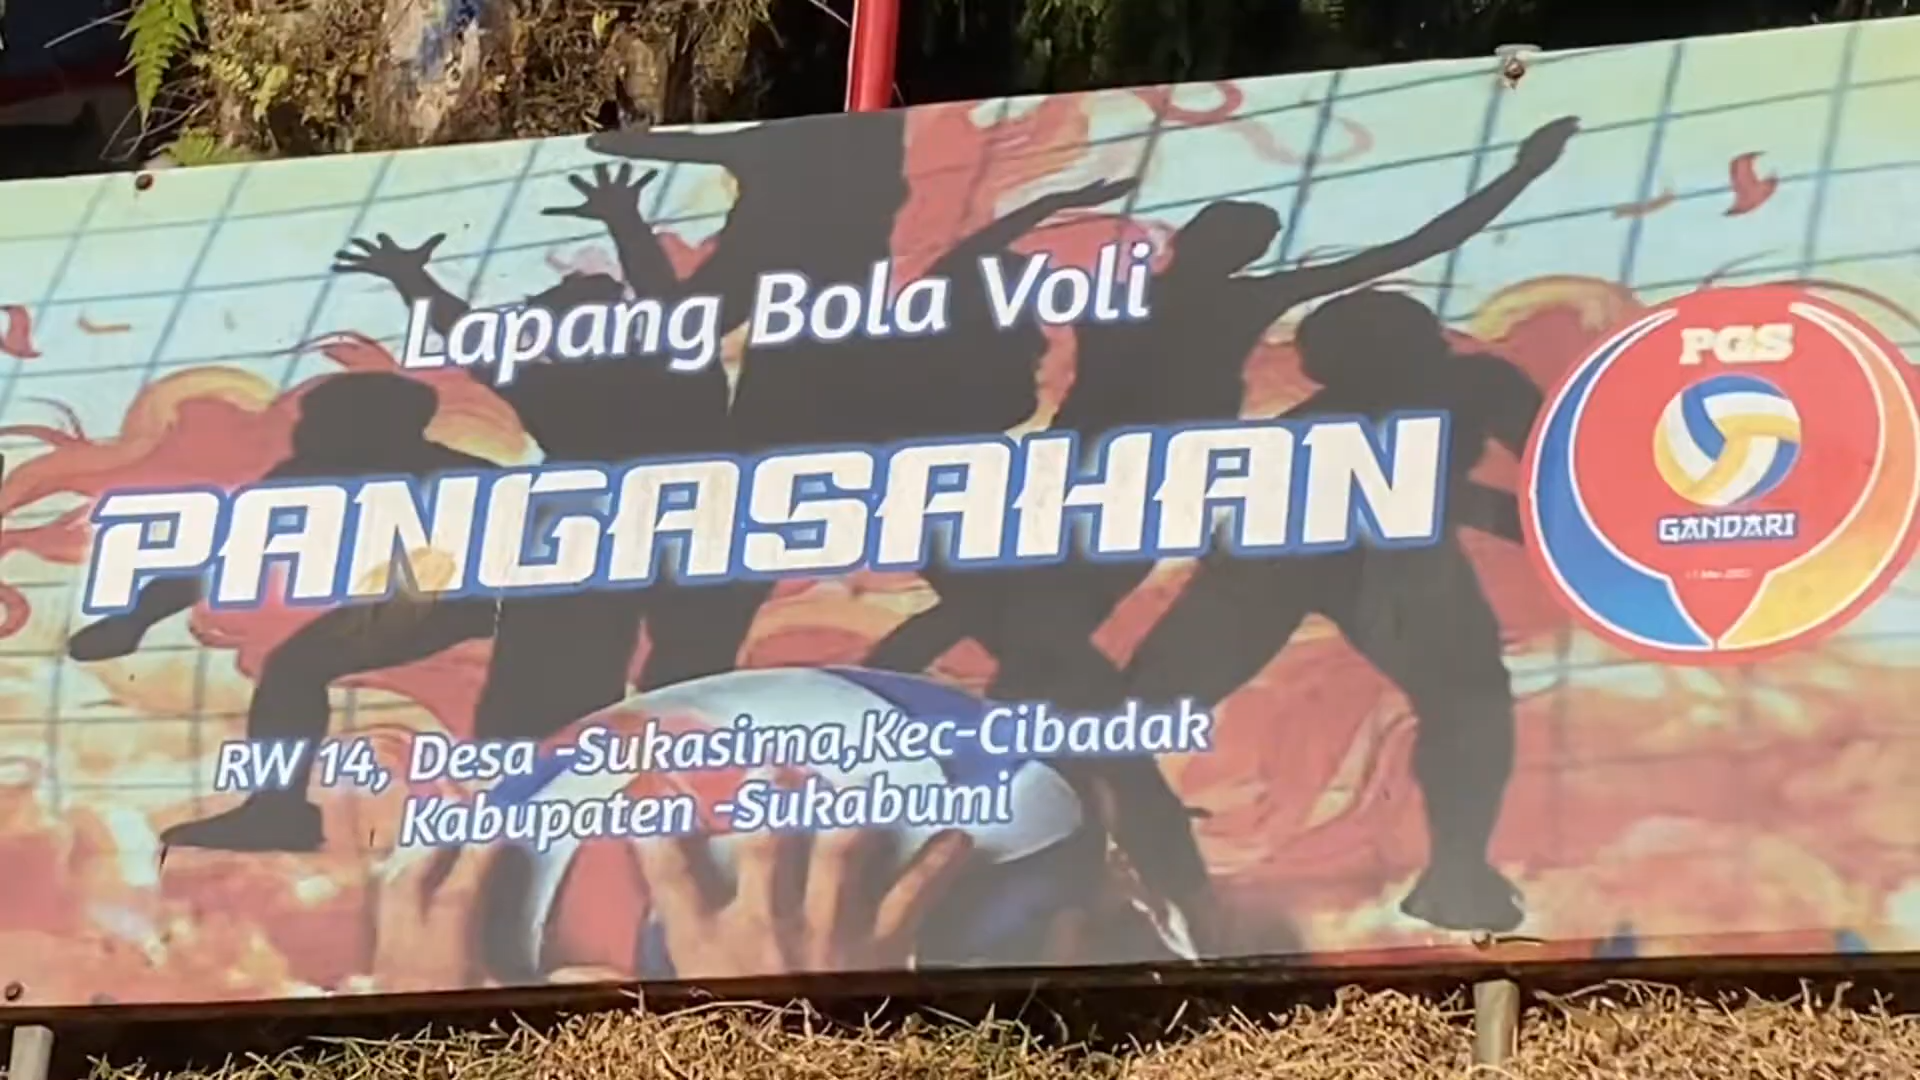 Lapang Bola Voli
PANGASAHAN
RW 14, Desa -Sukasirna,Kec-Cibadak
Kabupaten -Sukabumi
PGS
GANDARI